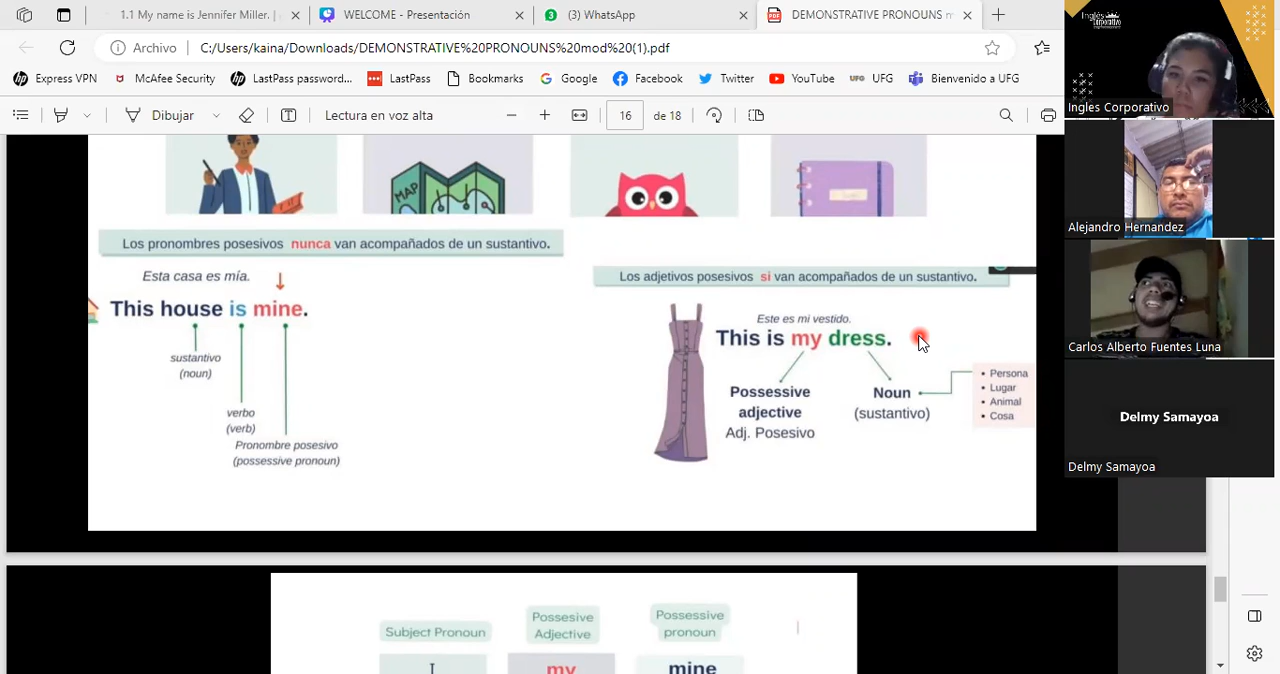 1.1 My name is Jennifer Miller. |
WELCOME - Presentación
(3) WhatsApp
DEMONSTRATIVE PRONOUNS m
Archivo
C:/Users/kaina/Downloads/DEMONSTRATIVE%20PRONOUNS%20mod%20(1).pdf
Express VPN
McAfee Security
LastPass password...
LastPass
Bookmarks
Google
Facebook
Twitter
YouTube
UFG
Bienvenido a UFG
Dibujar
Lectura en voz alta
16
de 18
MAP
Los pronombres posesivos nunca van acompañados de un sustantivo.
Esta casa es mía.
This house is mine.
sustantivo
(noun)
verbo
(verb)
Pronombre posesivo
(possessive pronoun)
Los adjetivos posesivos si van acompañados de un sustantivo.
Este es mi vestido.
This is my dress.
Possessive
adjective
Adj. Posesivo
Noun
(sustantivo)
• Persona
• Lugar
• Animal
• Cosa
Subject Pronoun
Possesive
Adjective
Possessive
pronoun
I
my
mine
Inglés
Corporativo
Ingles Corporativo
Alejandro Hernandez
Carlos Alberto Fuentes Luna
Delmy Samayoa
Delmy Samayoa